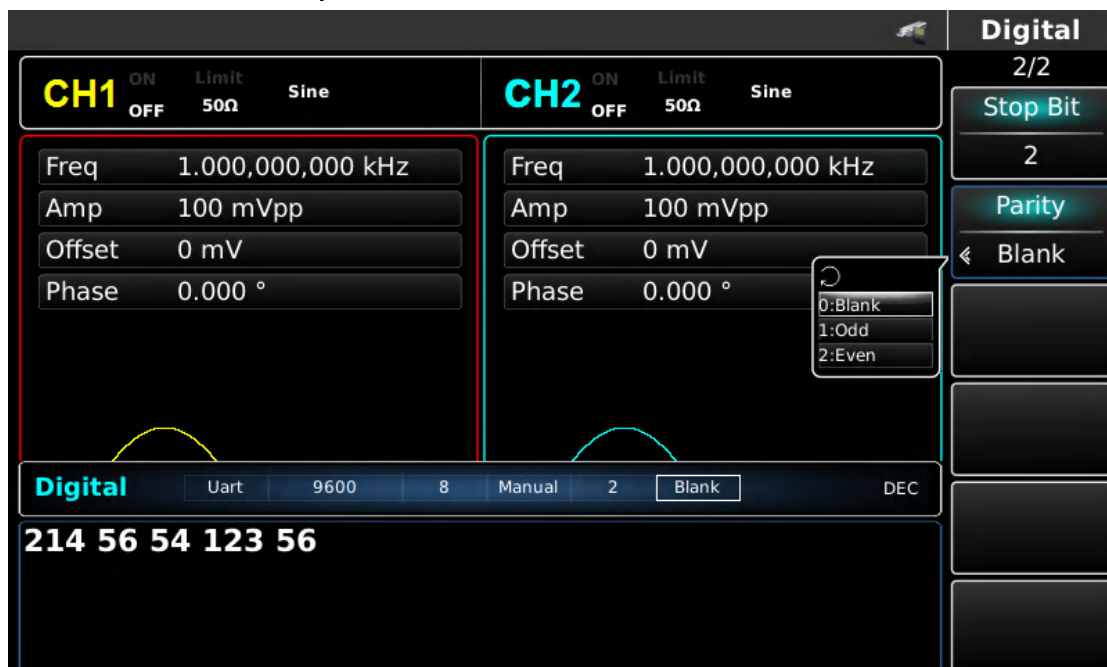 Digital
2/2
CH1 ON OFF Limit 50Ω Sine
CH2 ON OFF Limit 50Ω Sine
Stop Bit
2
Freq 1.000,000,000 kHz
Amp 100 mVpp
Offset 0 mV
Phase 0.000 °
Freq 1.000,000,000 kHz
Amp 100 mVpp
Offset 0 mV
Phase 0.000 °
Parity
Blank
0:Blank
1:Odd
2:Even
Digital Uart 9600 8 Manual 2 Blank DEC
214 56 54 123 56